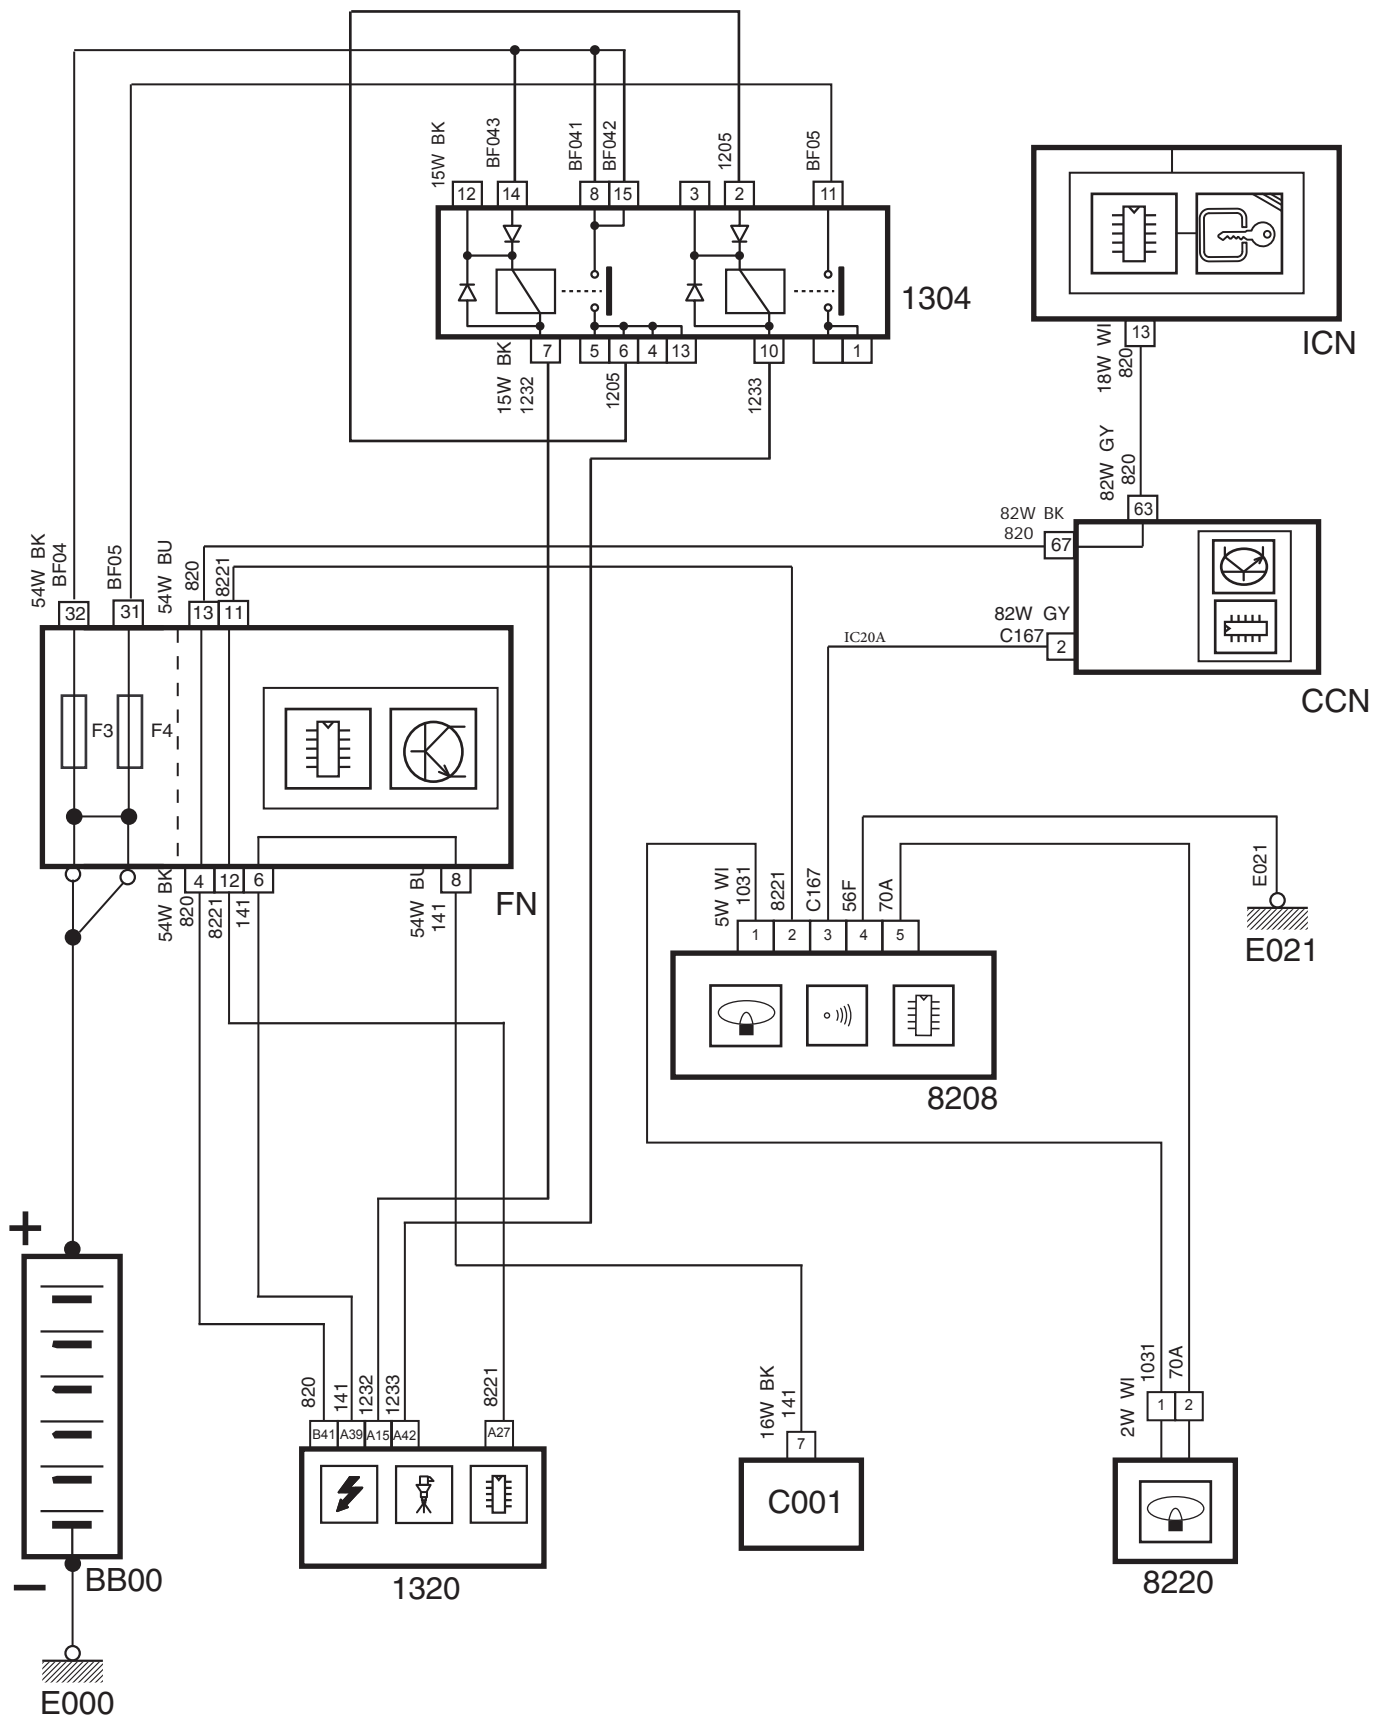 15W BK
BF043
BF041
BF042
1205
BF05
12 14 8 15 3 2 11
1304
7 5 6 4 13 10 1
15W BK
1232
1205
1233
ICN
13
18W WI
820
82W GY
820
63
82W BK
820
67
82W GY
C167
2
IC20A
CCN
54W BK
BF04
BF05
54W BU
820
8221
32 31 13 11
F3 F4
4 12 6 8
FN
54W BK
820
8221
141
54W BU
141
5W WI
1031
8221
C167
56F
70A
1 2 3 4 5
8208
E021
E021
+
BB00
−
E000
820
141
1232
1233
8221
B41 A39 A15 A42 A27
1320
16W BK
141
7
C001
2W WI
1031
70A
1 2
8220